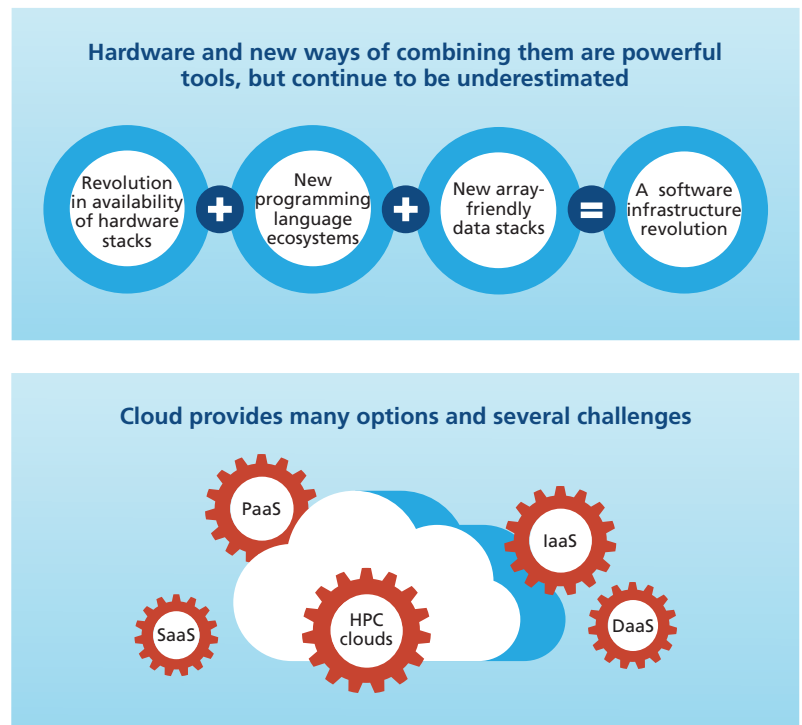 Hardware and new ways of combining them are powerful
tools, but continue to be underestimated
Revolution
in availability
of hardware
stacks
+
New
programming
language
ecosystems
+
New array-
friendly
data stacks
=
A software
infrastructure
revolution
Cloud provides many options and several challenges
PaaS
IaaS
SaaS
HPC
clouds
DaaS